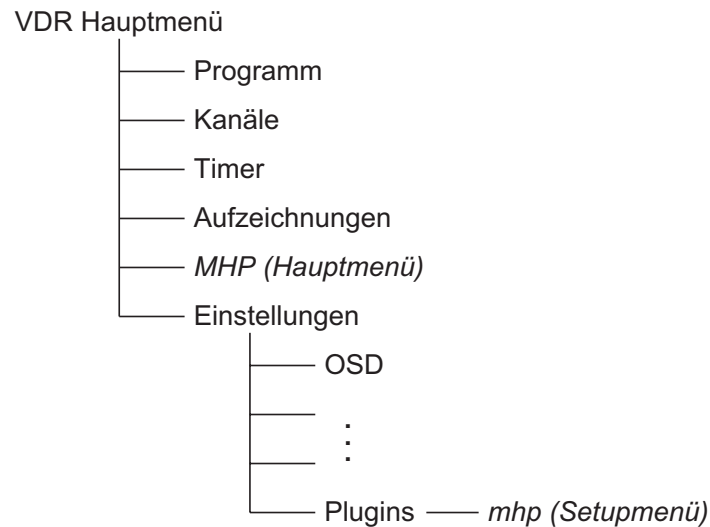 VDR Hauptmenü
Programm
Kanäle
Timer
Aufzeichnungen
MHP (Hauptmenü)
Einstellungen
OSD
.
.
.
Plugins
mhp (Setupmenü)